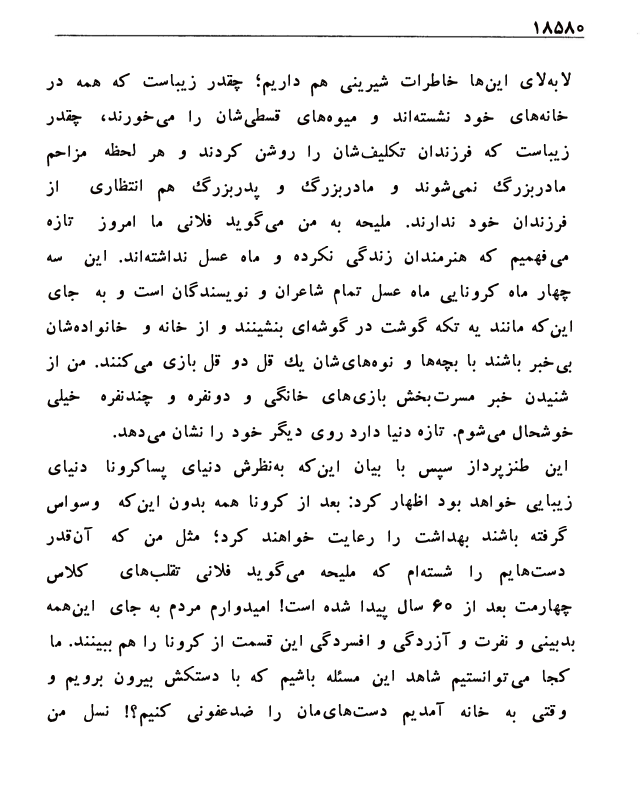 ۱۸۵۸۰
لابه‌لای این‌ها خاطرات شیرینی هم داریم؛ چقدر زیباست که همه در
خانه‌های خود نشسته‌اند و میوه‌های قسطی‌شان را می‌خورند، چقدر
زیباست که فرزندان تکلیف‌شان را روشن کردند و هر لحظه مزاحم
مادربزرگ نمی‌شوند و مادربزرگ و پدربزرگ هم انتظاری از
فرزندان خود ندارند. ملیحه به من می‌گوید فلانی ما امروز تازه
می‌فهمیم که هنرمندان زندگی نکرده و ماه عسل نداشته‌اند. این سه
چهار ماه کرونایی ماه عسل تمام شاعران و نویسندگان است و به جای
این‌که مانند یه تکه گوشت در گوشه‌ای بنشینند و از خانه و خانواده‌شان
بی‌خبر باشند با بچه‌ها و نوه‌های‌شان یك قل دو قل بازی می‌کنند. من از
شنیدن خبر مسرت‌بخش بازی‌های خانگی و دونفره و چندنفره خیلی
خوشحال می‌شوم. تازه دنیا دارد روی دیگر خود را نشان می‌دهد.
این طنزپرداز سپس با بیان این‌که به‌نظرش دنیای پساکرونا دنیای
زیبایی خواهد بود اظهار کرد: بعد از کرونا همه بدون این‌که وسواس
گرفته باشند بهداشت را رعایت خواهند کرد؛ مثل من که آن‌قدر
دست‌هایم را شسته‌ام که ملیحه می‌گوید فلانی تقلب‌های کلاس
چهارمت بعد از ۶۰ سال پیدا شده است! امیدوارم مردم به جای این‌همه
بدبینی و نفرت و آزردگی و افسردگی این قسمت از کرونا را هم ببینند. ما
کجا می‌توانستیم شاهد این مسئله باشیم که با دستکش بیرون برویم و
وقتی به خانه آمدیم دست‌های‌مان را ضدعفونی کنیم؟! نسل من